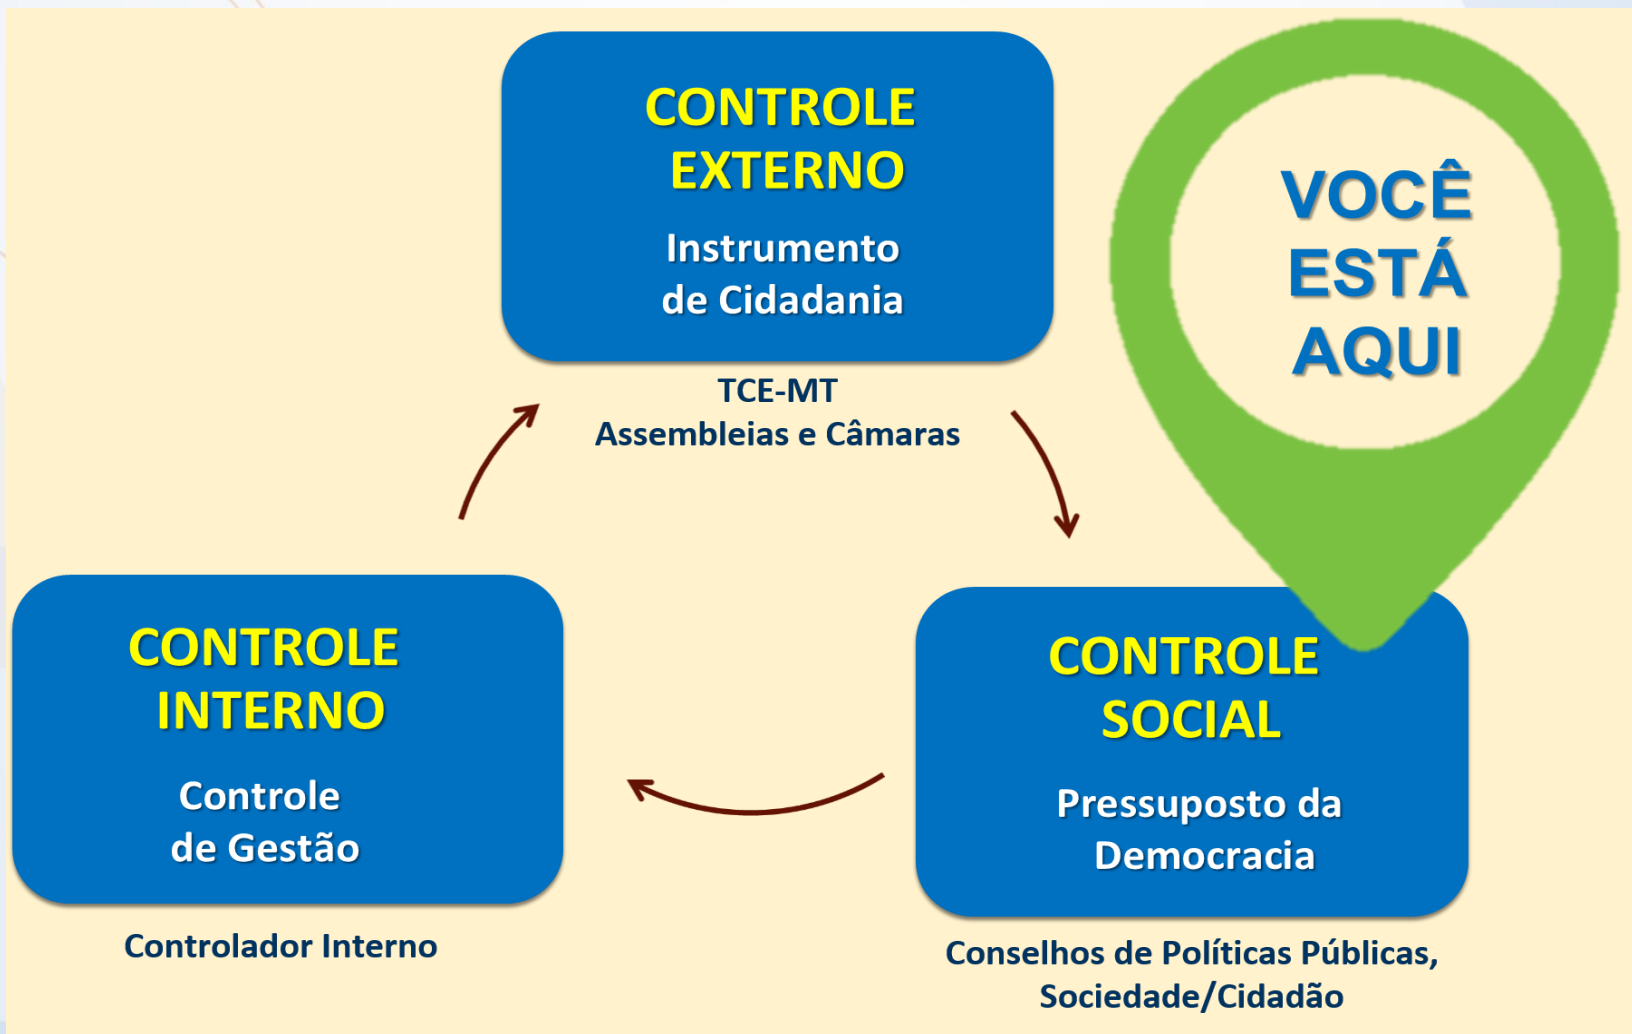 CONTROLE
EXTERNO
Instrumento
de Cidadania
TCE-MT
Assembleias e Câmaras
VOCÊ
ESTÁ
AQUI
CONTROLE
INTERNO
Controle
de Gestão
Controlador Interno
CONTROLE
SOCIAL
Pressuposto da
Democracia
Conselhos de Políticas Públicas,
Sociedade/Cidadão